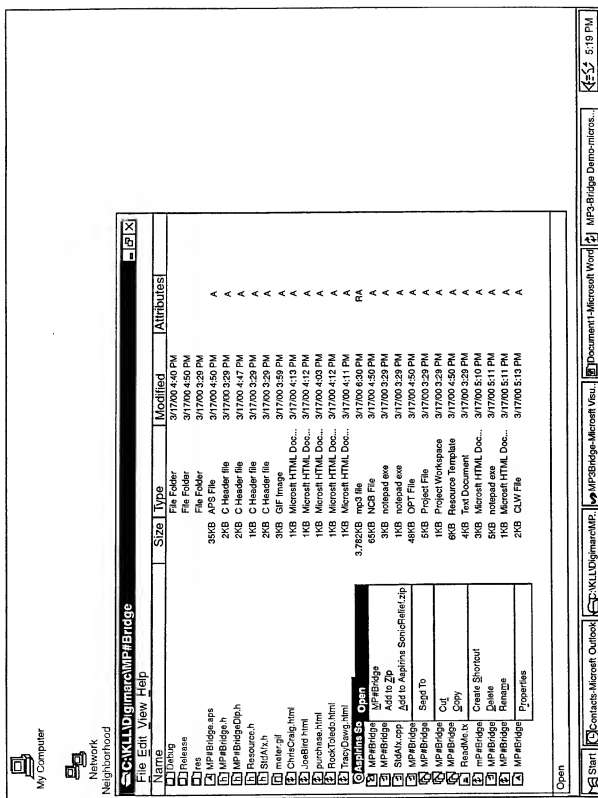 My Computer
Network
Neighborhood
C:\KLL\Digimarc\MP#Bridge
File Edit View Help
Name Size Type Modified Attributes
Debug File Folder 3/17/00 4:40 PM
Release File Folder 3/17/00 4:50 PM
res File Folder 3/17/00 3:29 PM
MP#Bridge.aps 35KB APS File 3/17/00 4:50 PM A
MP#Bridge.h 2KB C Header file 3/17/00 3:29 PM A
MP#BridgeDlp.h 2KB C Header file 3/17/00 4:47 PM A
Resource.h 1KB C Header file 3/17/00 3:29 PM A
StdAfx.h 2KB C Header file 3/17/00 3:29 PM A
meter.gif 3KB GIF Image 3/17/00 3:59 PM A
ChrisCraig.html 1KB Microsft HTML Doc... 3/17/00 4:13 PM A
JoeBird html 1KB Microsft HTML Doc... 3/17/00 4:12 PM A
purchase.html 1KB Microsft HTML Doc... 3/17/00 4:03 PM A
RockToledo.html 1KB Microsft HTML Doc... 3/17/00 4:12 PM A
TracyDawg.html 1KB Microsft HTML Doc... 3/17/00 4:11 PM A
Aspirins So Open 3.782KB mp3 file 3/17/00 6:30 PM RA
MP#Bridge MP#Bridge 65KB NCB File 3/17/00 4:50 PM A
MP#Bridge Add to Zip 3KB notepad exe 3/17/00 3:29 PM A
StdAfx.cpp Add to Aspirins SonicRelief.zip 1KB notepad exe 3/17/00 3:29 PM A
MP#Bridge 48KB OPT File 3/17/00 4:50 PM A
MP#Bridge Send To 5KB Project File 3/17/00 3:29 PM A
MP#Bridge Cut 1KB Project Workspace 3/17/00 3:29 PM A
MP#Bridge Copy 6KB Resource Template 3/17/00 4:50 PM A
ReadMe.tx 4KB Text Document 3/17/00 3:29 PM A
mP#Bridge Create Shortcut 3KB Microsft HTML Doc... 3/17/00 5:10 PM A
MP#Bridge Delete 5KB notepad exe 3/17/00 5:11 PM A
MP#Bridge Rename 1KB Microsft HTML Doc... 3/17/00 5:11 PM A
MP#Bridge Properties 2KB CLW File 3/17/00 5:13 PM A
Open
Start Contacts-Microsft Outlook C:\KLL\Digimarc\MP.. MP3Bridge-Microsft Visu.. Document1-Microsoft Word MP3-Bridge Demo-micros... 5:19 PM